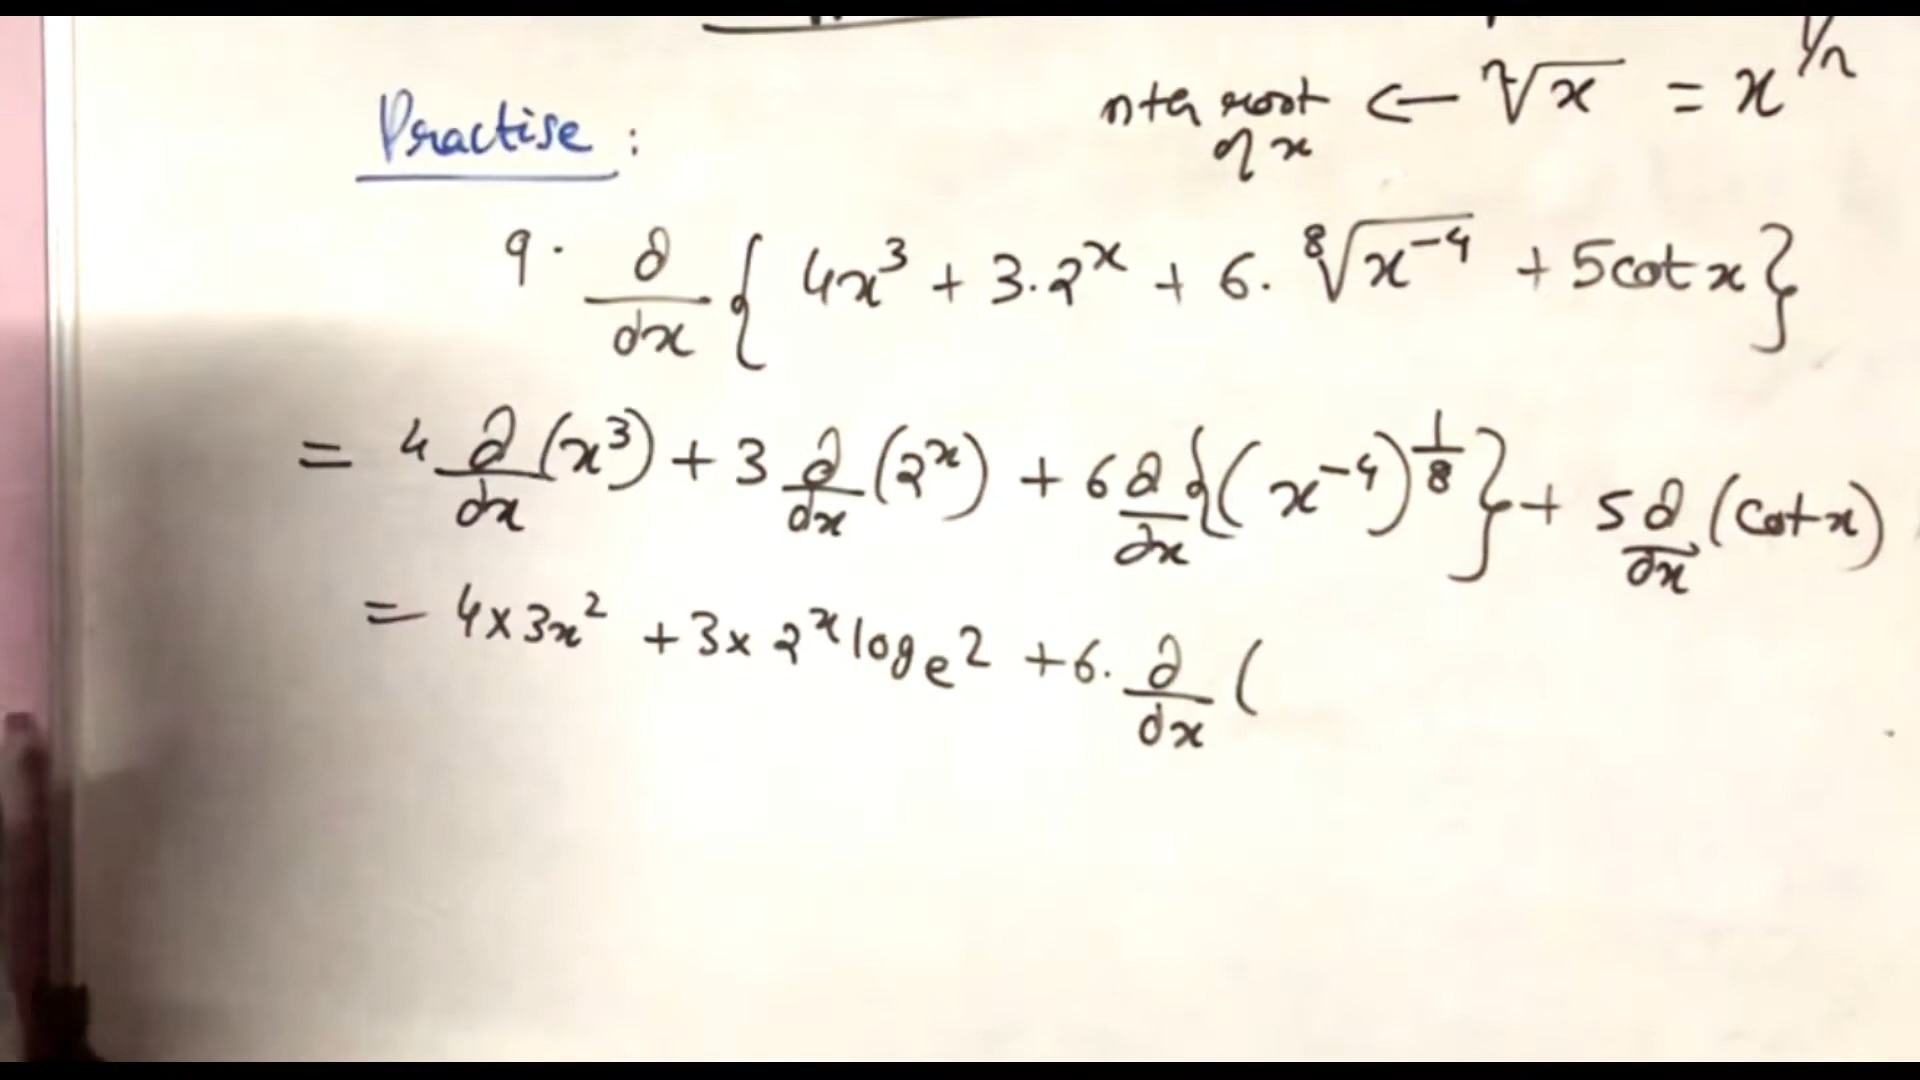 Practise :
nth root of x ← ⁿ√x = x^1/n
9. d/dx { 4x³ + 3.2ˣ + 6. ⁸√x⁻⁴ + 5cot x }
= 4 d/dx (x³) + 3 d/dx (2ˣ) + 6 d/dx {(x⁻⁴)^1/8} + 5 d/dx (cot x)
= 4 × 3x² + 3 × 2ˣ logₑ2 + 6. d/dx (